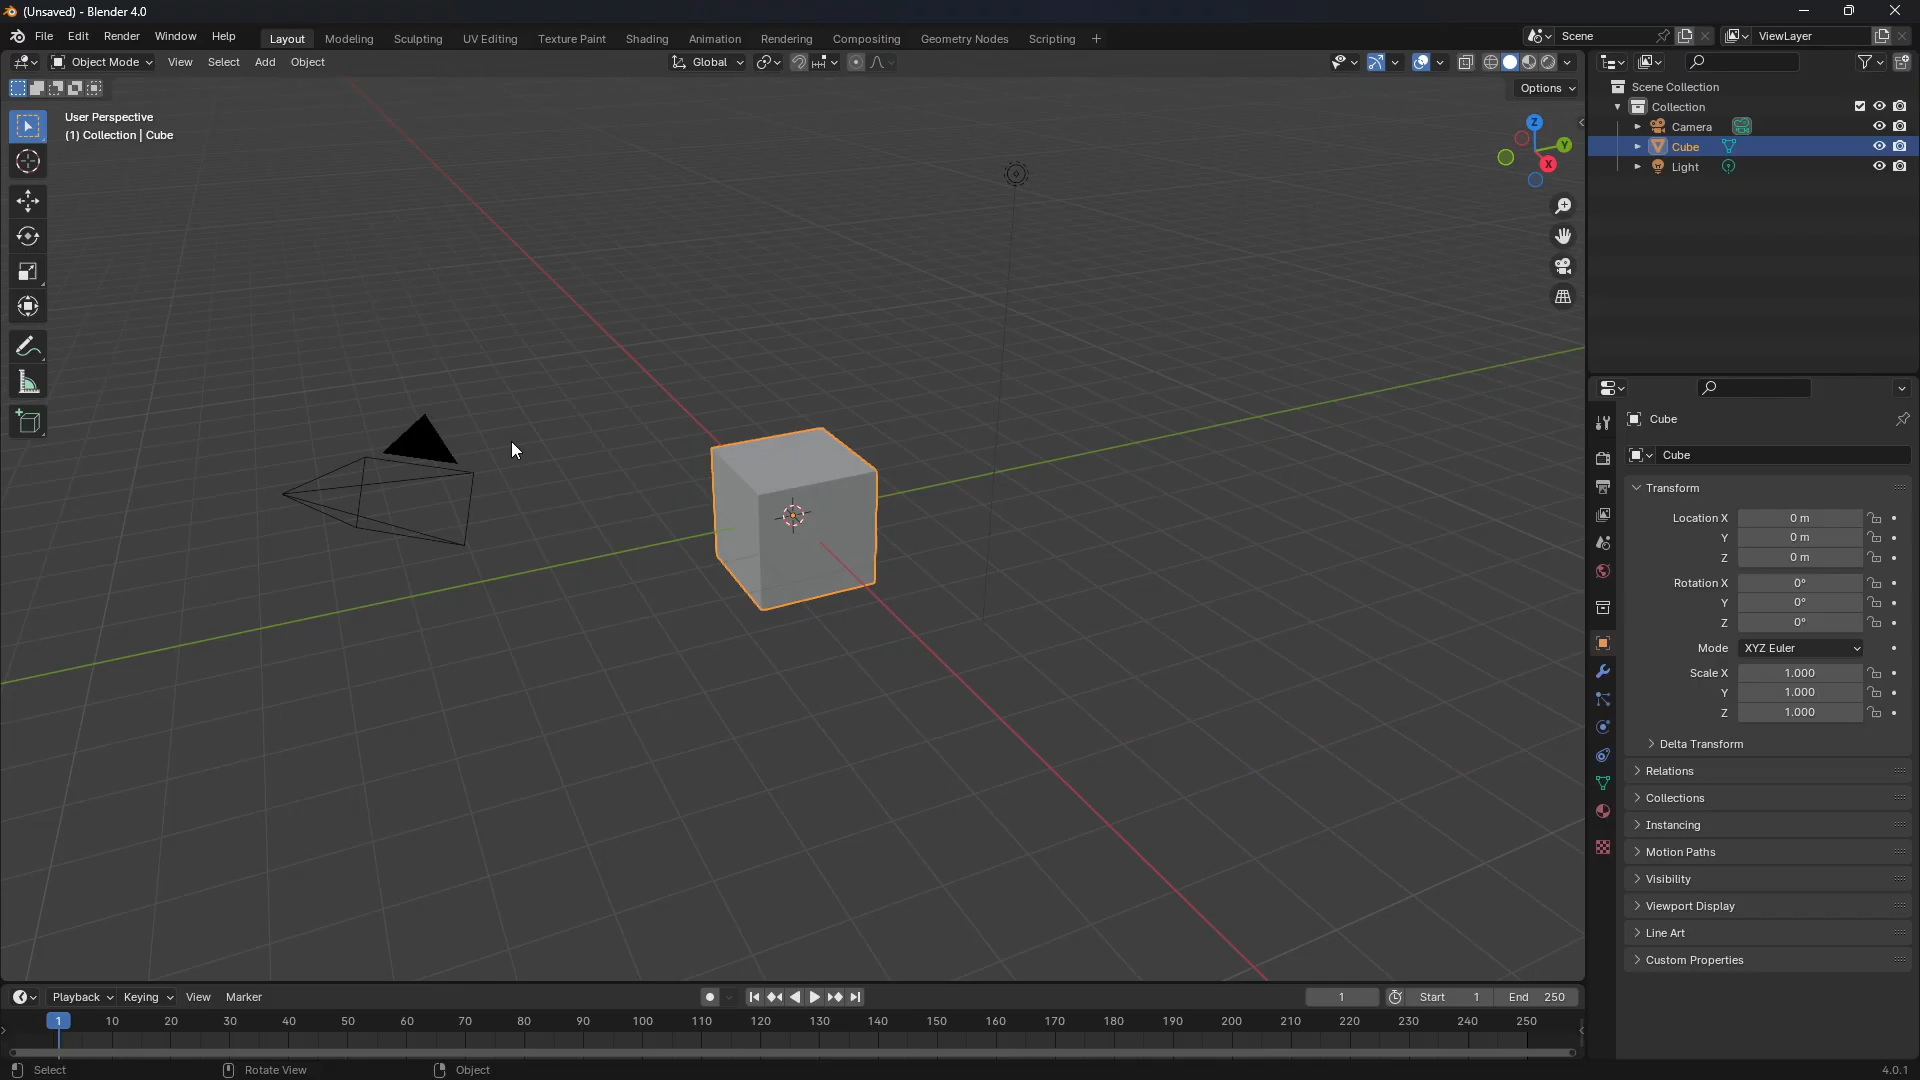 (Unsaved) - Blender 4.0
File Edit Render Window Help Layout Modeling Sculpting UV Editing Texture Paint Shading Animation Rendering Compositing Geometry Nodes Scripting + Scene ViewLayer
Object Mode View Select Add Object Global
Options
User Perspective
(1) Collection | Cube
Z
Y
X
Scene Collection
Collection
Camera
Cube
Light
Cube
Cube
Transform
Location X 0 m
Y 0 m
Z 0 m
Rotation X 0°
Y 0°
Z 0°
Mode XYZ Euler
Scale X 1.000
Y 1.000
Z 1.000
Delta Transform
Relations
Collections
Instancing
Motion Paths
Visibility
Viewport Display
Line Art
Custom Properties
Playback Keying View Marker 1 Start 1 End 250
1 10 20 30 40 50 60 70 80 90 100 110 120 130 140 150 160 170 180 190 200 210 220 230 240 250
Select Rotate View Object 4.0.1